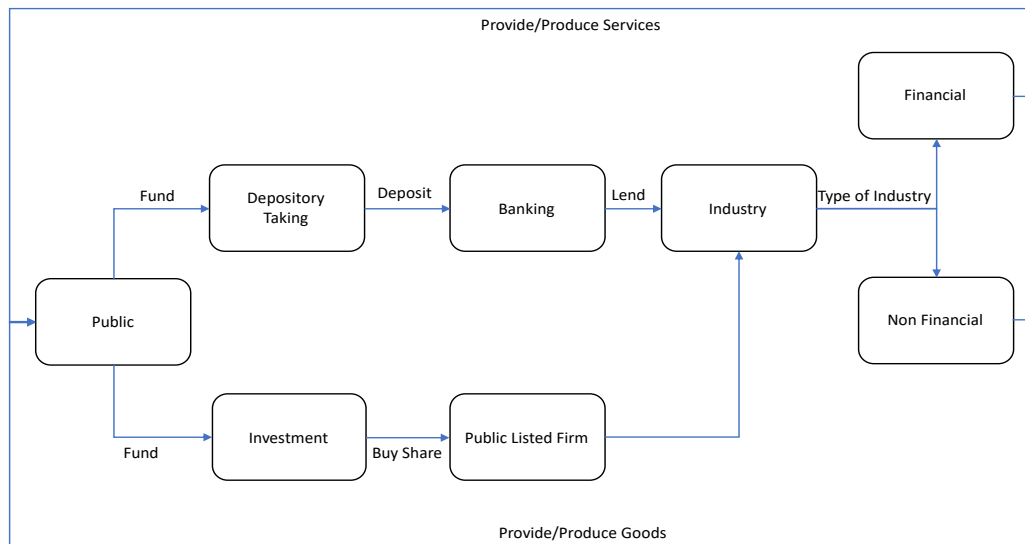 Provide/Produce Services
Financial
Fund
Depository
Taking
Deposit
Banking
Lend
Industry
Type of Industry
Public
Non Financial
Fund
Investment
Buy Share
Public Listed Firm
Provide/Produce Goods